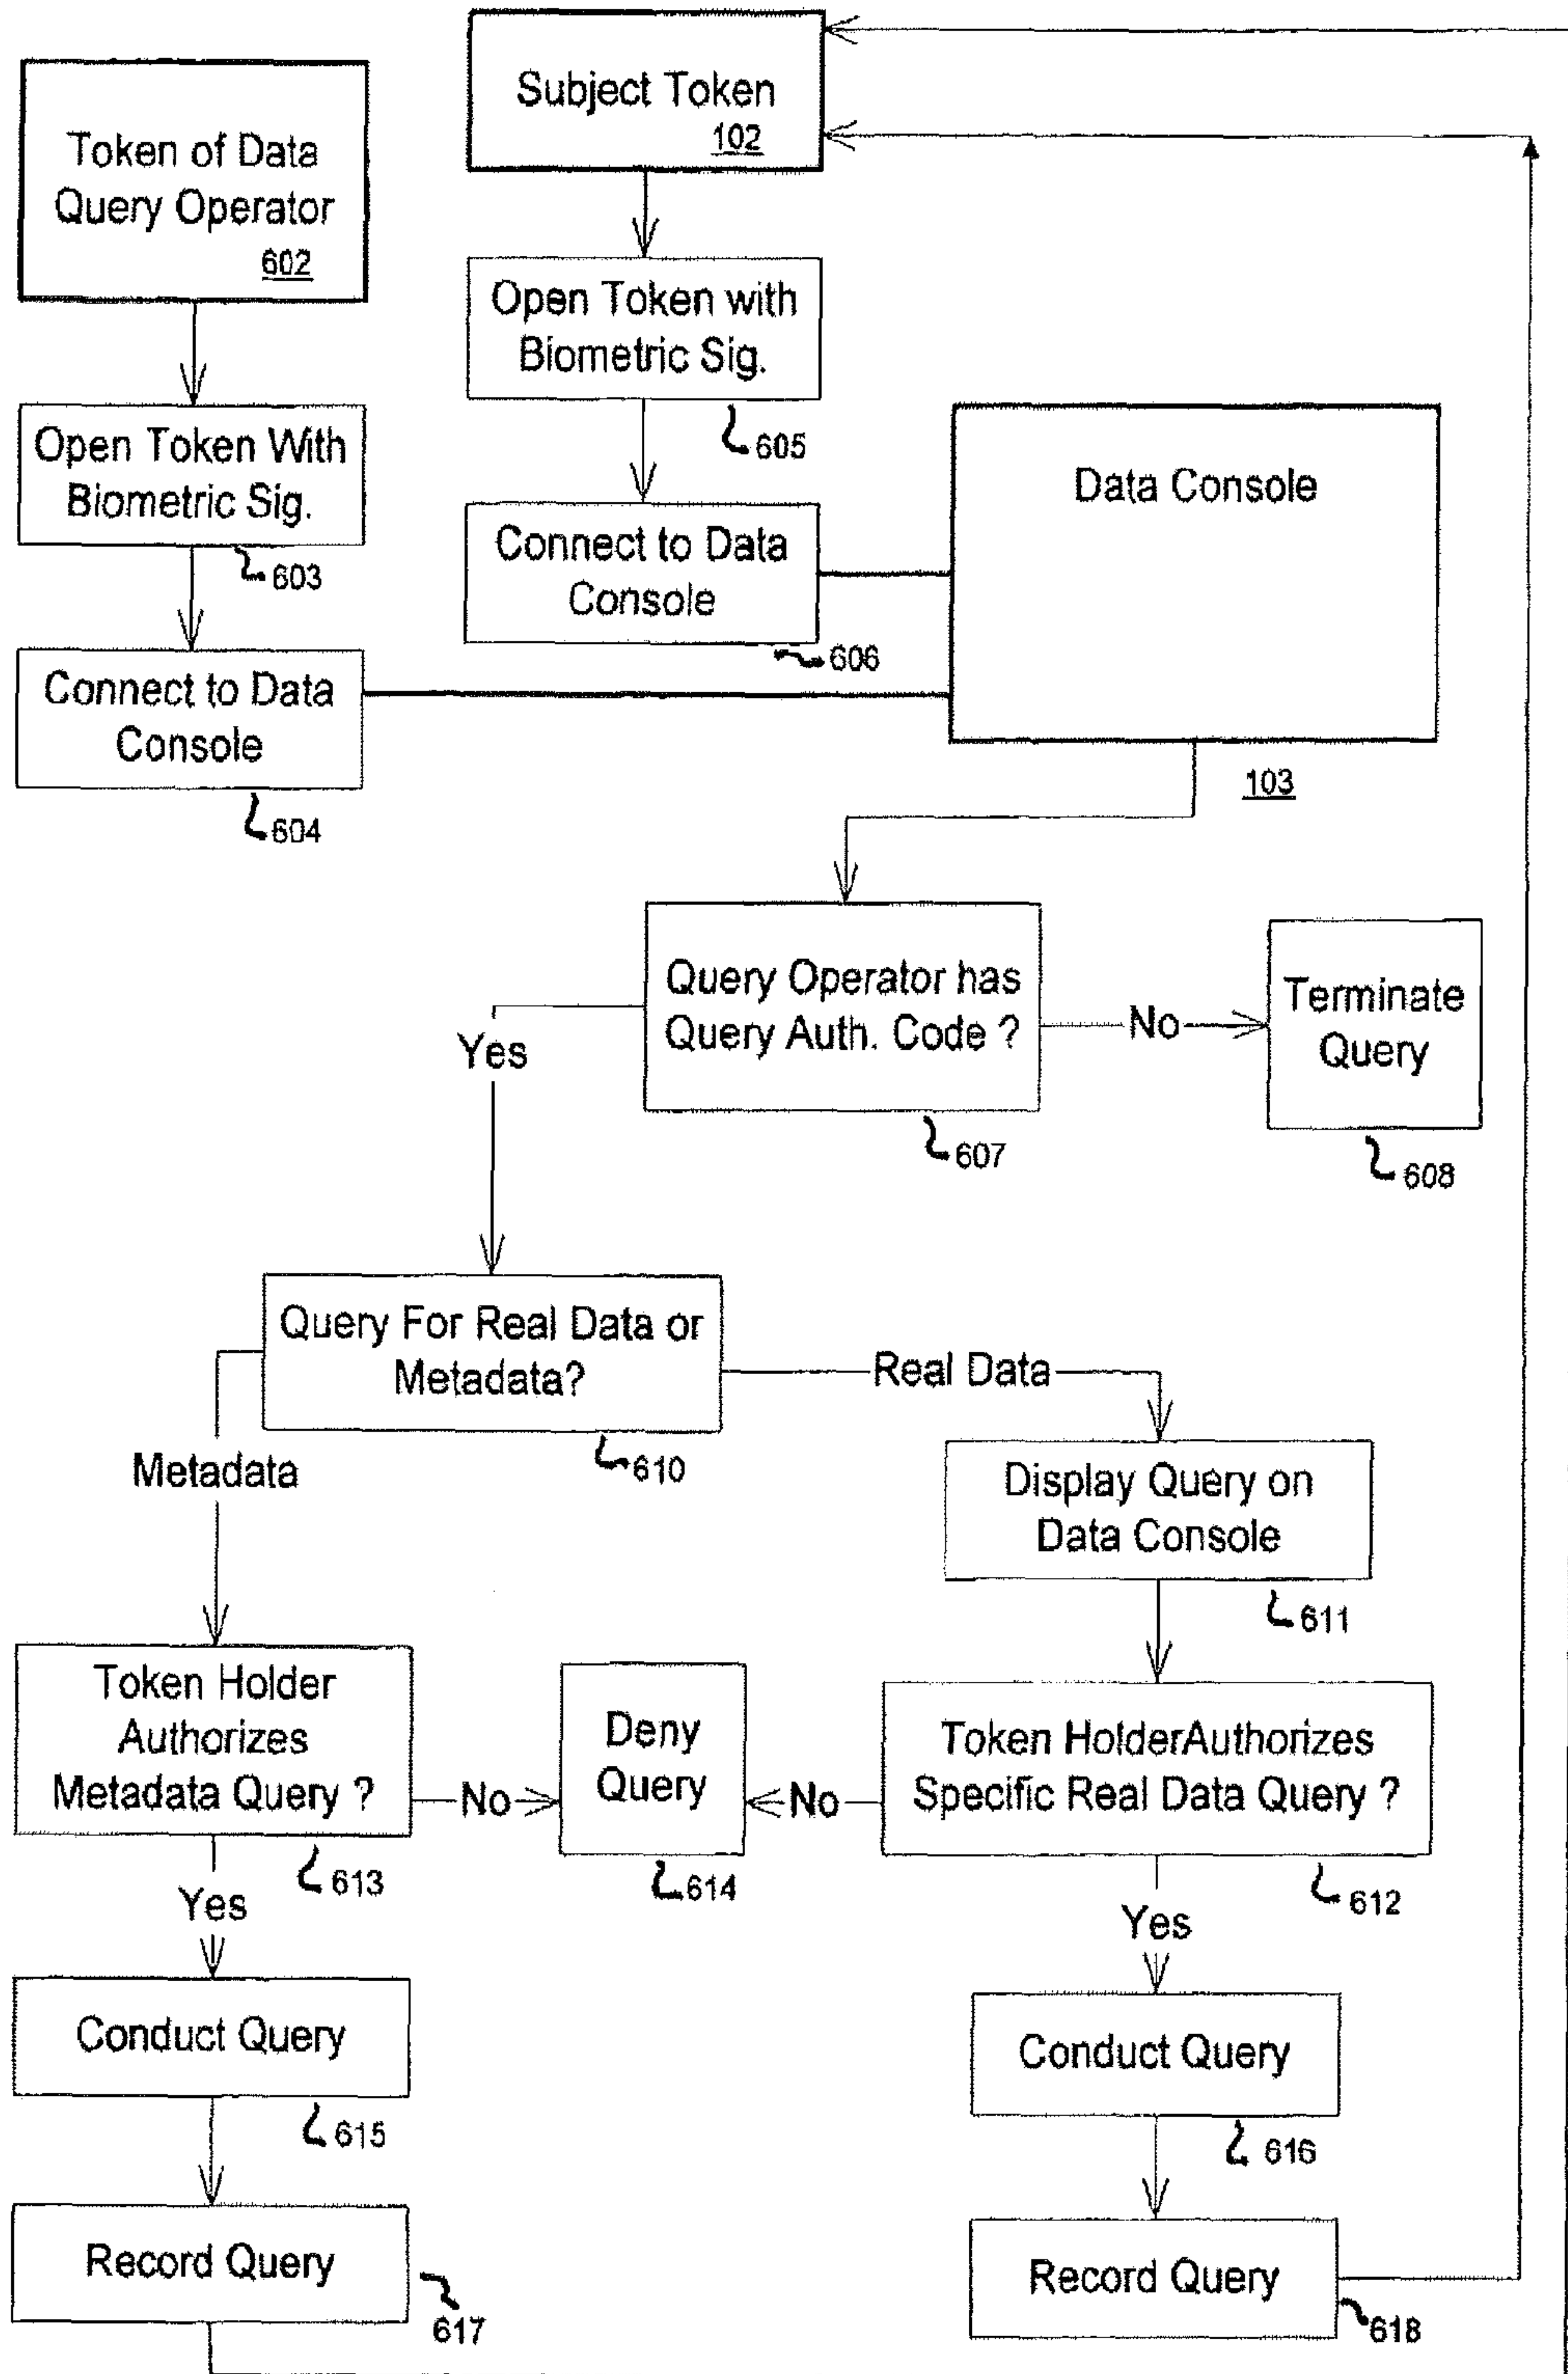 Subject Token
102
Token of Data
Query Operator
602
Open Token with
Biometric Sig.
605
Open Token With
Biometric Sig.
603
Data Console
103
Connect to Data
Console
606
Connect to Data
Console
604
Query Operator has
Query Auth. Code ?
607
No
Terminate
Query
608
Yes
Query For Real Data or
Metadata?
610
Real Data
Metadata
Display Query on
Data Console
611
Token Holder
Authorizes
Metadata Query ?
613
No
Deny
Query
614
No
Token HolderAuthorizes
Specific Real Data Query ?
612
Yes
Yes
Conduct Query
615
Conduct Query
616
Record Query
617
Record Query
618